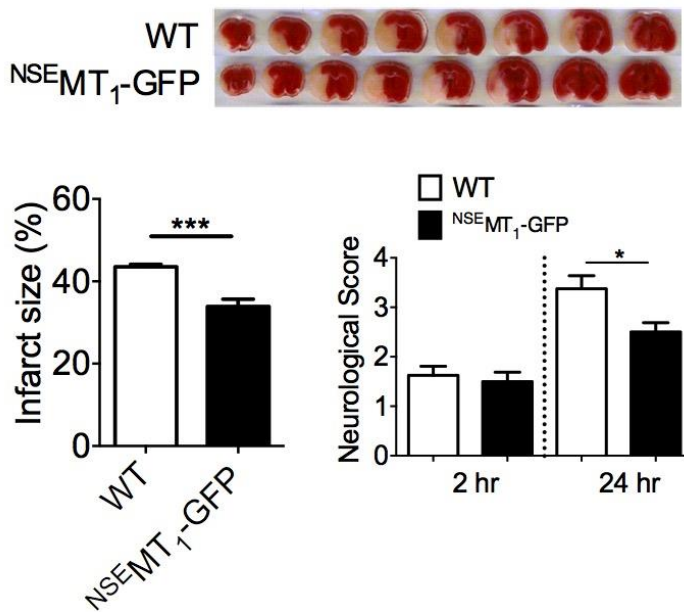 WT
NSEMT1-GFP
Infarct size (%)
60
40
20
0
***
WT
NSEMT1-GFP
WT
NSEMT1-GFP
Neurological Score
4
3
2
1
0
*
2 hr
24 hr